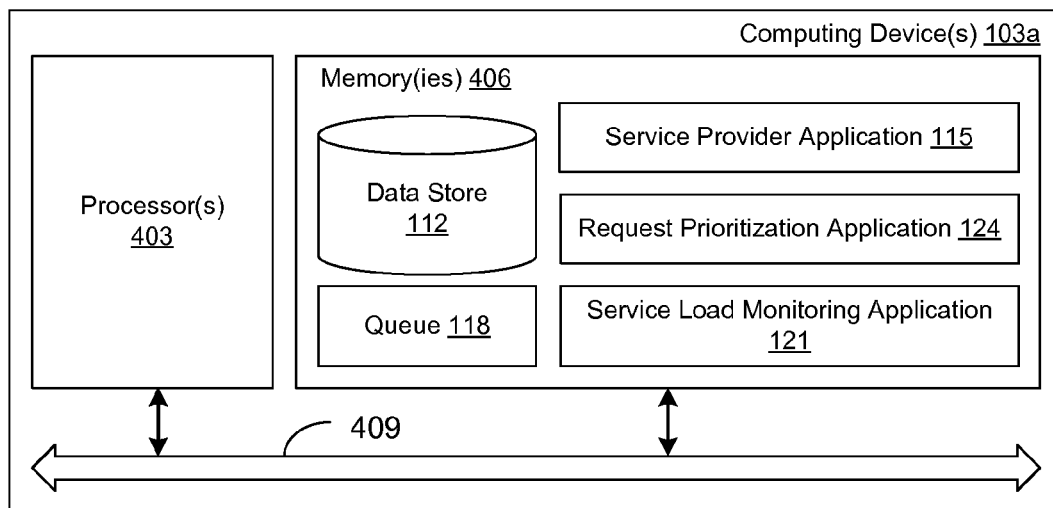 Computing Device(s) 103a
Processor(s)
403
Memory(ies) 406
Data Store
112
Queue 118
Service Provider Application 115
Request Prioritization Application 124
Service Load Monitoring Application
121
409